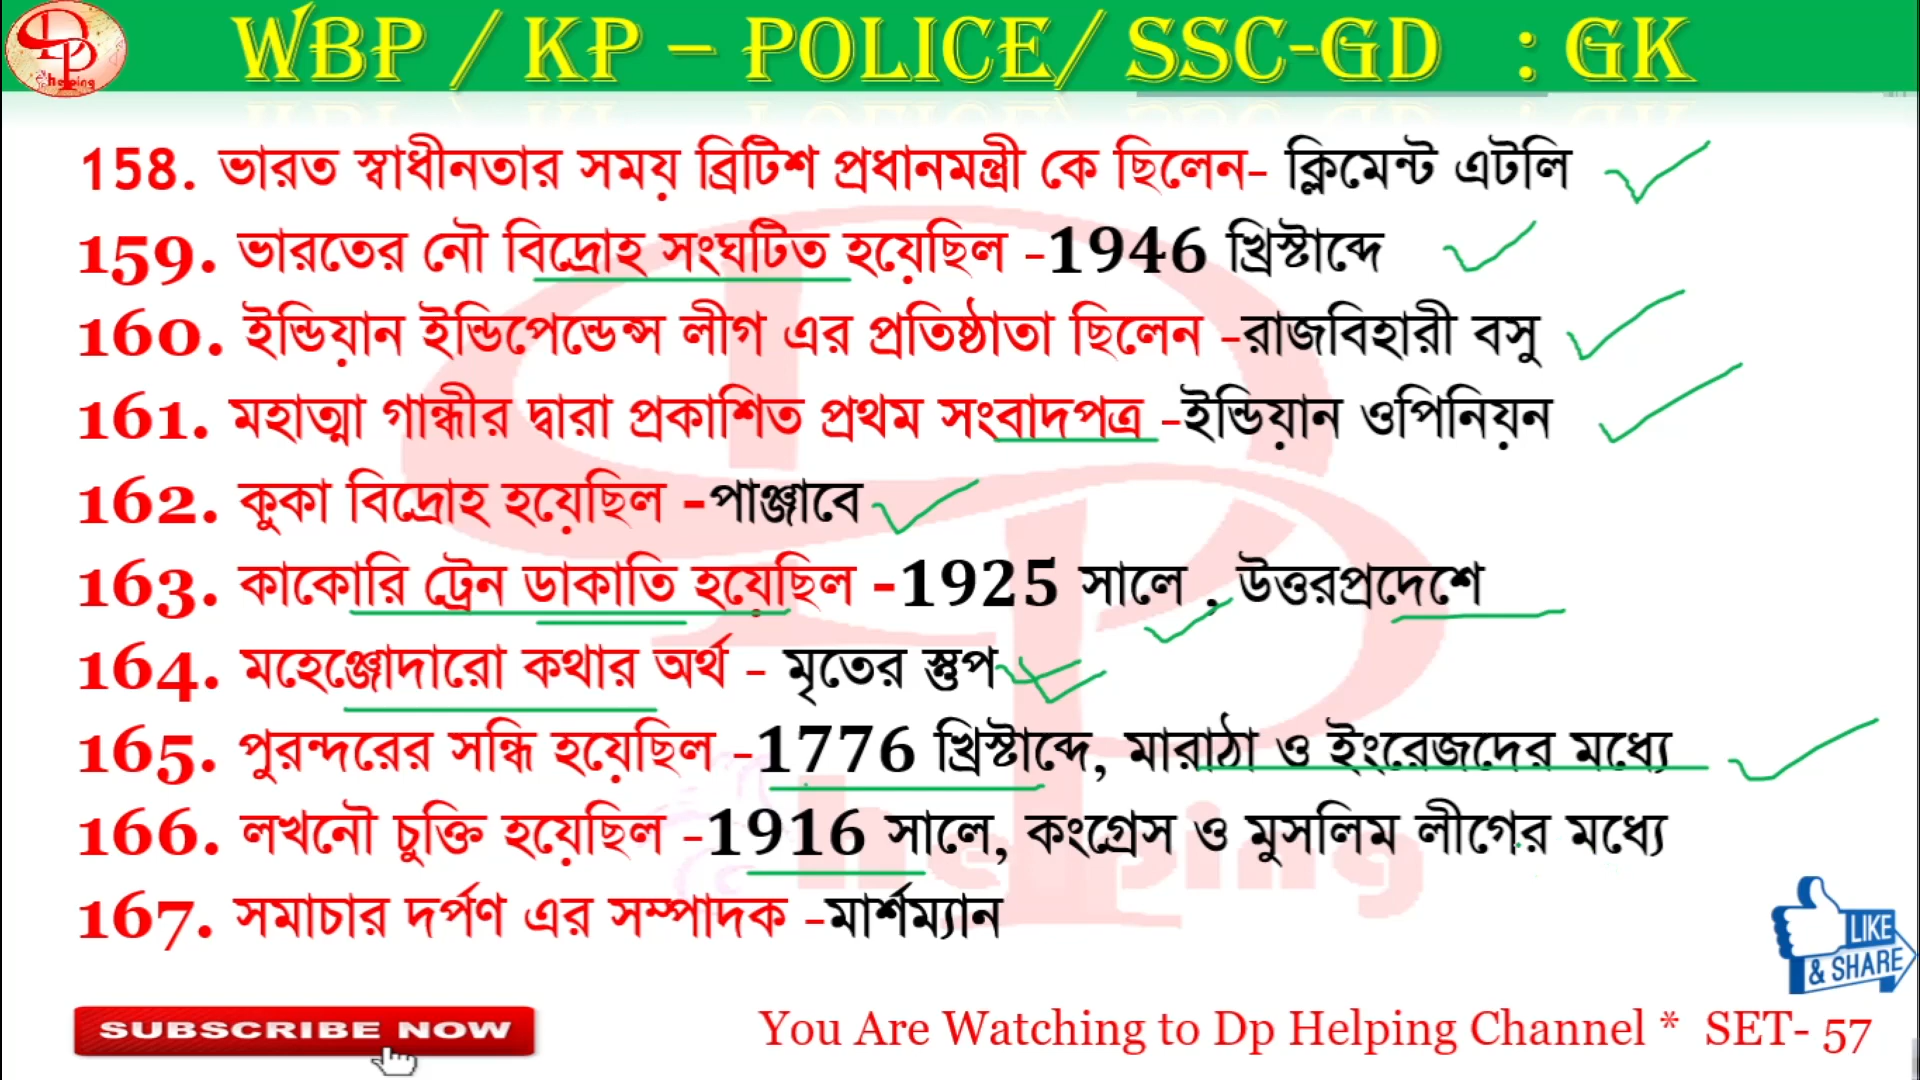 WBP / KP – POLICE/ SSC-GD : GK
DP
helping
158. ভারত স্বাধীনতার সময় ব্রিটিশ প্রধানমন্ত্রী কে ছিলেন- ক্লিমেন্ট এটলি
159. ভারতের নৌ বিদ্রোহ সংঘটিত হয়েছিল -1946 খ্রিস্টাব্দে
160. ইন্ডিয়ান ইন্ডিপেন্ডেন্স লীগ এর প্রতিষ্ঠাতা ছিলেন -রাজবিহারী বসু
161. মহাত্মা গান্ধীর দ্বারা প্রকাশিত প্রথম সংবাদপত্র -ইন্ডিয়ান ওপিনিয়ন
162. কুকা বিদ্রোহ হয়েছিল -পাঞ্জাবে
163. কাকোরি ট্রেন ডাকাতি হয়েছিল -1925 সালে , উত্তরপ্রদেশে
164. মহেঞ্জোদারো কথার অর্থ - মৃতের স্তুপ
165. পুরন্দরের সন্ধি হয়েছিল -1776 খ্রিস্টাব্দে, মারাঠা ও ইংরেজদের মধ্যে
166. লখনৌ চুক্তি হয়েছিল -1916 সালে, কংগ্রেস ও মুসলিম লীগের মধ্যে
167. সমাচার দর্পণ এর সম্পাদক -মার্শম্যান
helping
LIKE
& SHARE
SUBSCRIBE NOW
You Are Watching to Dp Helping Channel * SET- 57